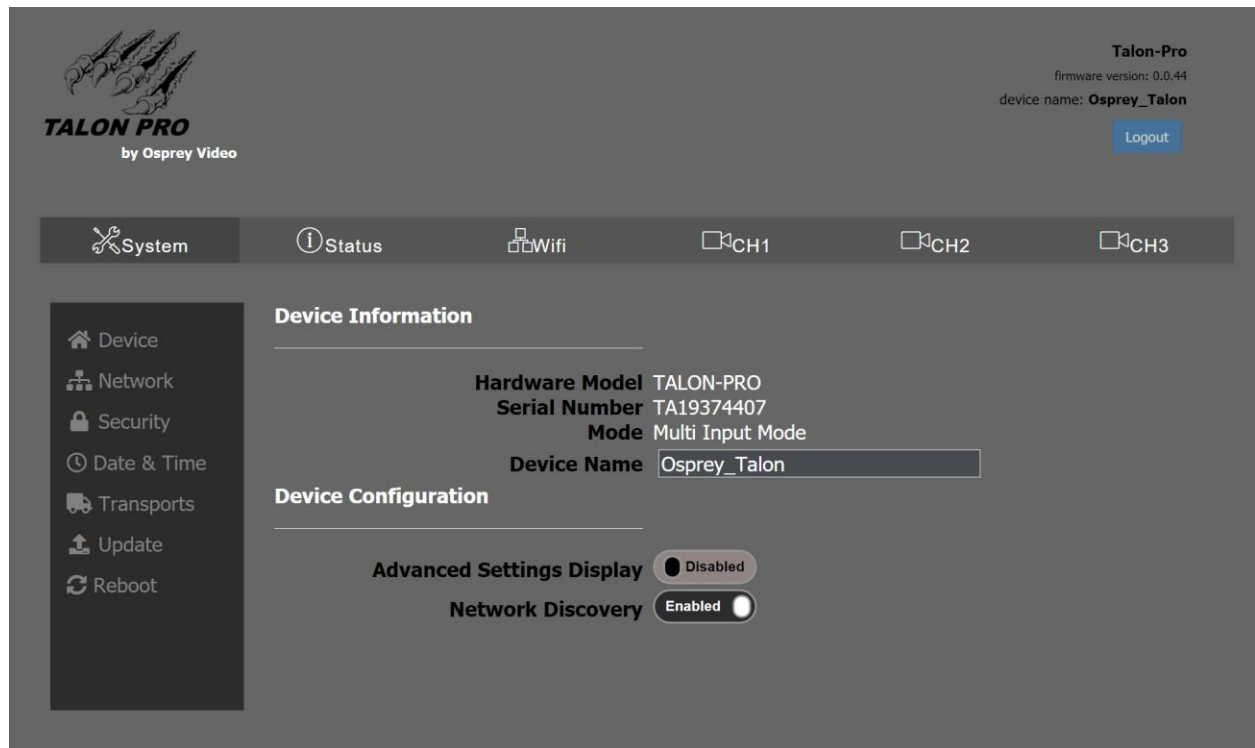 TALON PRO
by Osprey Video
Talon-Pro
firmware version: 0.0.44
device name: Osprey_Talon
Logout
System Status Wifi CH1 CH2 CH3
Device
Network
Security
Date & Time
Transports
Update
Reboot
Device Information
Hardware Model TALON-PRO
Serial Number TA19374407
Mode Multi Input Mode
Device Name Osprey_Talon
Device Configuration
Advanced Settings Display Disabled
Network Discovery Enabled